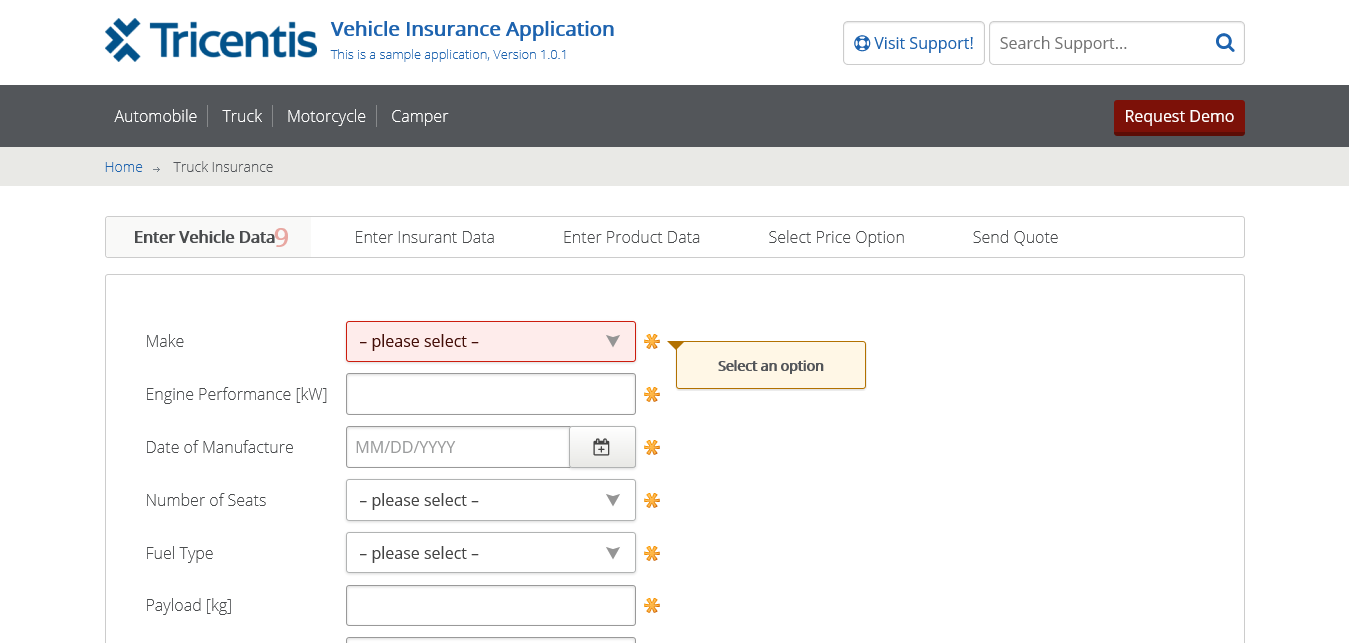 Tricentis
Vehicle Insurance Application
This is a sample application, Version 1.0.1
Visit Support!
Search Support...
Automobile
Truck
Motorcycle
Camper
Request Demo
Home → Truck Insurance
Enter Vehicle Data 9
Enter Insurant Data
Enter Product Data
Select Price Option
Send Quote
Make
– please select –
Select an option
Engine Performance [kW]
Date of Manufacture
MM/DD/YYYY
Number of Seats
– please select –
Fuel Type
– please select –
Payload [kg]